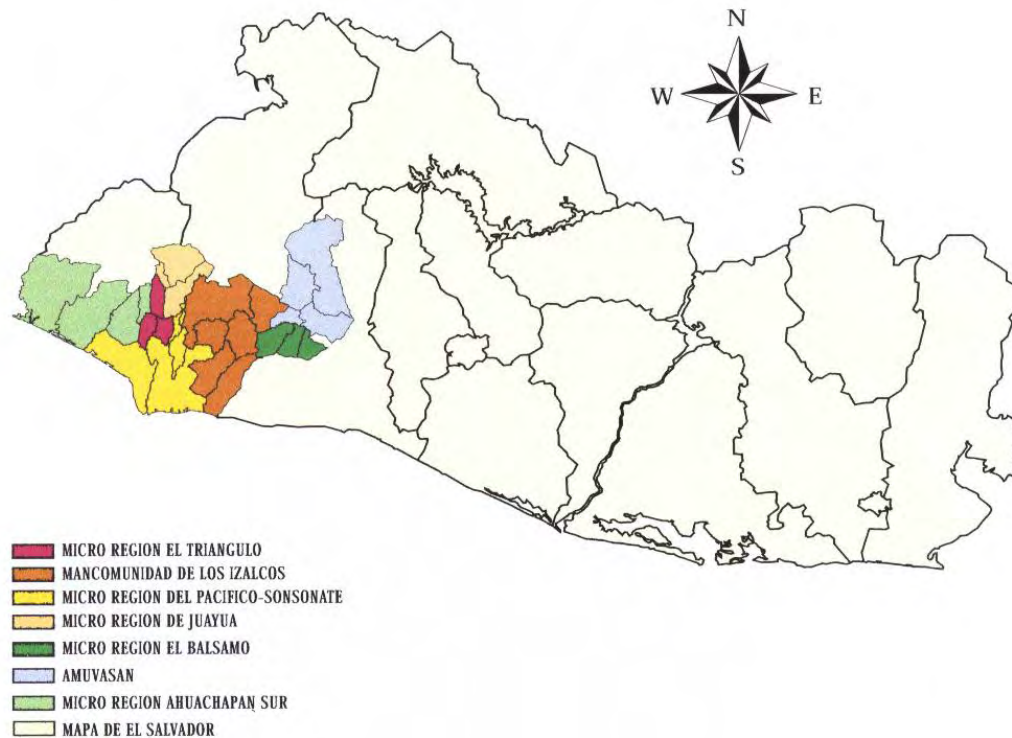 N
W E
S
MICRO REGION EL TRIANGULO
MANCOMUNIDAD DE LOS IZALCOS
MICRO REGION DEL PACIFICO-SONSONATE
MICRO REGION DE JUAYUA
MICRO REGION EL BALSAMO
AMUVASAN
MICRO REGION AHUACHAPAN SUR
MAPA DE EL SALVADOR